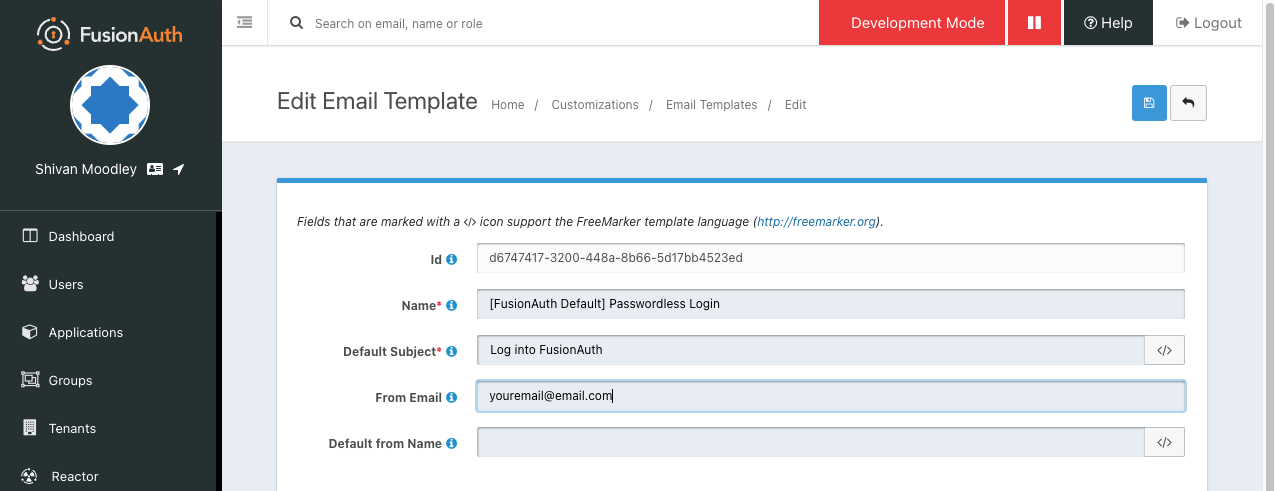 FusionAuth
Search on email, name or role
Development Mode
Help
Logout
Shivan Moodley
Edit Email Template
Home / Customizations / Email Templates / Edit
Dashboard
Users
Applications
Groups
Tenants
Reactor
Fields that are marked with a </> icon support the FreeMarker template language (http://freemarker.org).
Id d6747417-3200-448a-8b66-5d17bb4523ed
Name* [FusionAuth Default] Passwordless Login
Default Subject* Log into FusionAuth </>
From Email youremail@email.com
Default from Name </>